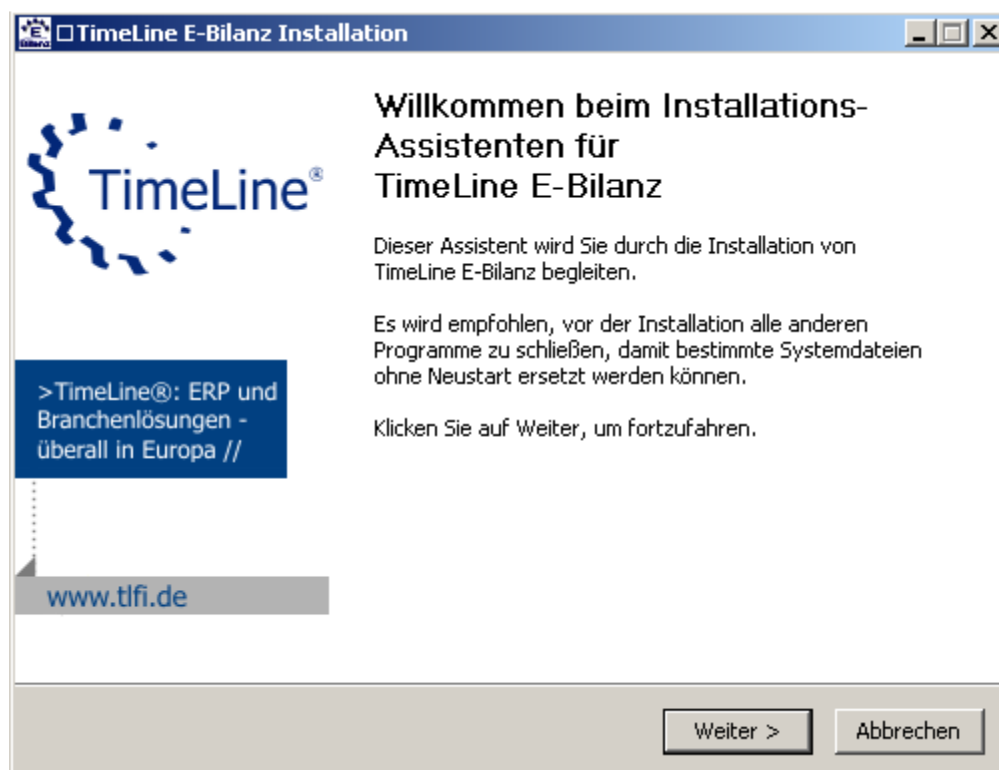 TimeLine E-Bilanz Installation
Willkommen beim Installations-
Assistenten für
TimeLine E-Bilanz
TimeLine®
Dieser Assistent wird Sie durch die Installation von
TimeLine E-Bilanz begleiten.
Es wird empfohlen, vor der Installation alle anderen
Programme zu schließen, damit bestimmte Systemdateien
ohne Neustart ersetzt werden können.
Klicken Sie auf Weiter, um fortzufahren.
>TimeLine®: ERP und
Branchenlösungen -
überall in Europa //
www.tlfi.de
Weiter >
Abbrechen